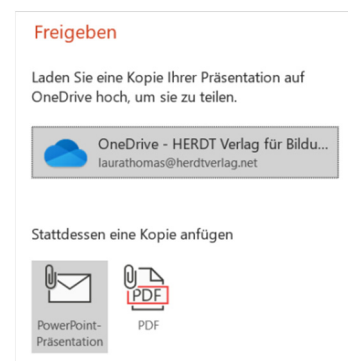 Freigeben
Laden Sie eine Kopie Ihrer Präsentation auf
OneDrive hoch, um sie zu teilen.
OneDrive - HERDT Verlag für Bildu...
laurathomas@herdtverlag.net
Stattdessen eine Kopie anfügen
PDF
PowerPoint-
Präsentation
PDF